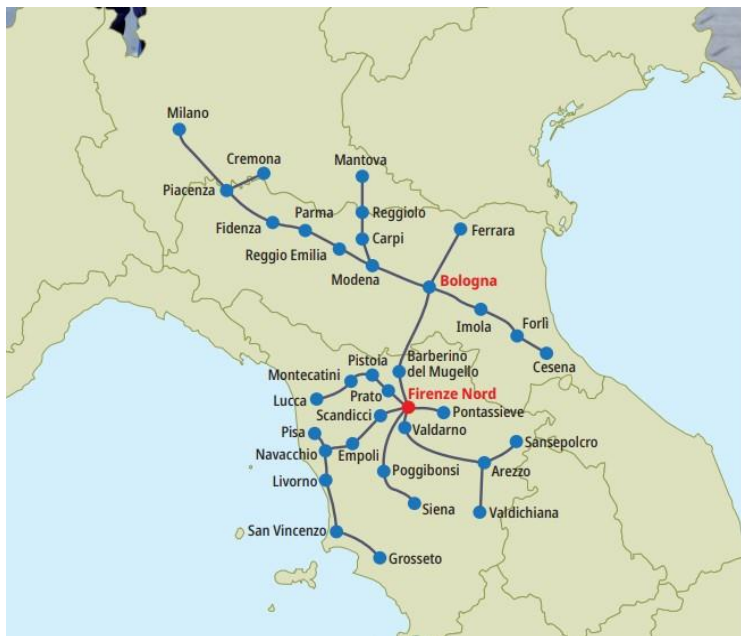 Milano
Cremona
Mantova
Piacenza
Parma
Reggiolo
Fidenza
Ferrara
Carpi
Reggio Emilia
Modena
Bologna
Imola
Forlì
Cesena
Barberino
del Mugello
Pistoia
Montecatini
Prato
Firenze Nord
Lucca
Scandicci
Pontassieve
Valdarno
Pisa
Sansepolcro
Navacchio
Empoli
Poggibonsi
Arezzo
Livorno
Siena
Valdichiana
San Vincenzo
Grosseto